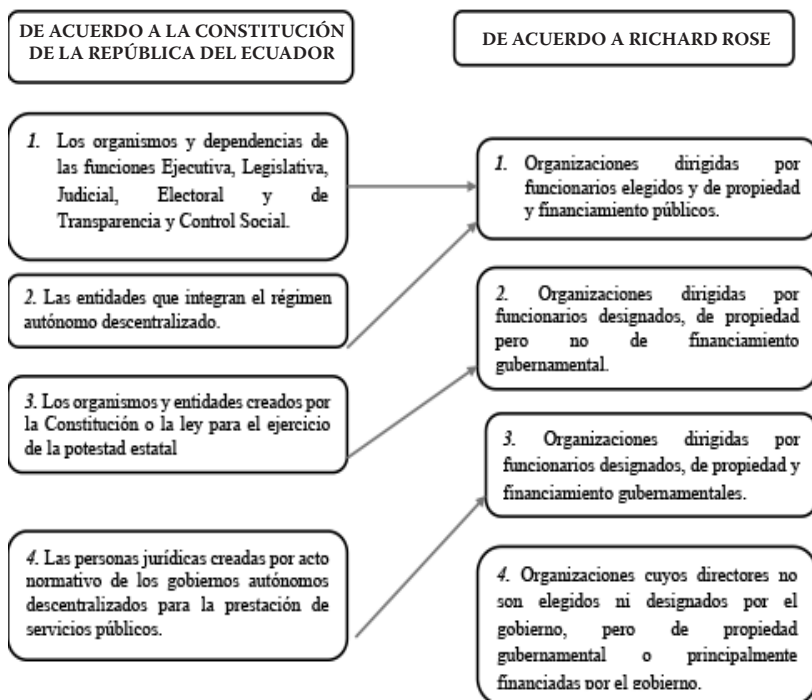 DE ACUERDO A LA CONSTITUCIÓN
DE LA REPÚBLICA DEL ECUADOR
1. Los organismos y dependencias de
las funciones Ejecutiva, Legislativa,
Judicial, Electoral y de
Transparencia y Control Social.
2. Las entidades que integran el régimen
autónomo descentralizado.
3. Los organismos y entidades creados por
la Constitución o la ley para el ejercicio
de la potestad estatal
4. Las personas jurídicas creadas por acto
normativo de los gobiernos autónomos
descentralizados para la prestación de
servicios públicos.
DE ACUERDO A RICHARD ROSE
1. Organizaciones dirigidas por
funcionarios elegidos y de propiedad
y financiamiento públicos.
2. Organizaciones dirigidas por
funcionarios designados, de propiedad
pero no de financiamiento
gubernamental.
3. Organizaciones dirigidas por
funcionarios designados, de propiedad y
financiamiento gubernamentales.
4. Organizaciones cuyos directores no
son elegidos ni designados por el
gobierno, pero de propiedad
gubernamental o principalmente
financiadas por el gobierno.